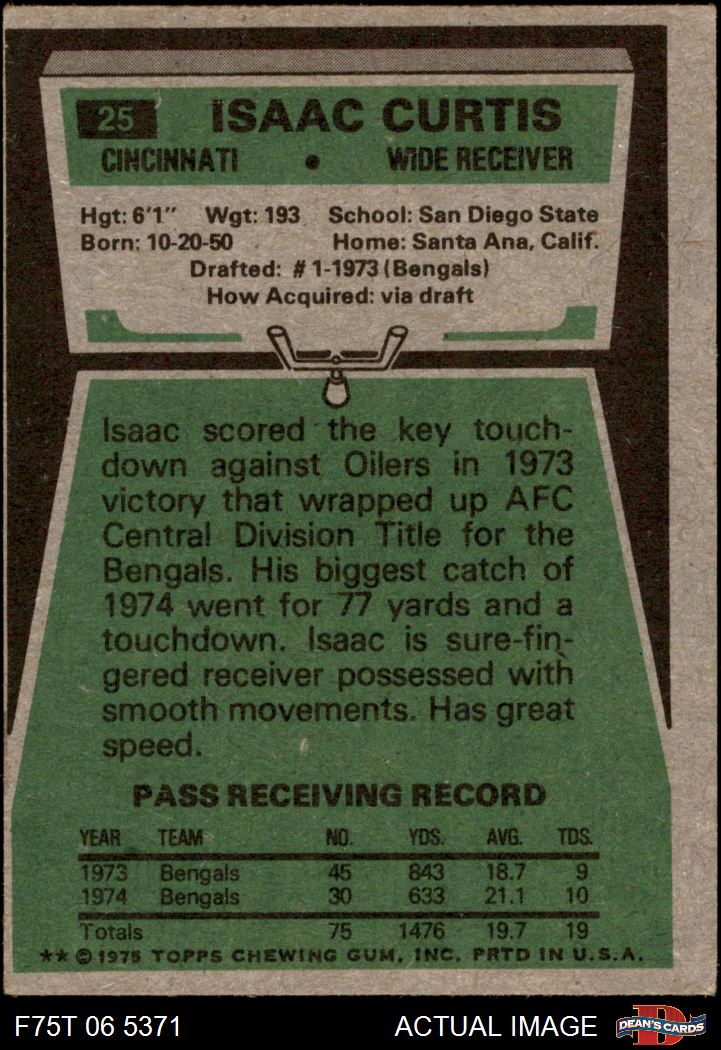 25 ISAAC CURTIS
CINCINNATI • WIDE RECEIVER
Hgt: 6'1" Wgt: 193 School: San Diego State
Born: 10-20-50 Home: Santa Ana, Calif.
Drafted: #1-1973 (Bengals)
How Acquired: via draft
Isaac scored the key touch-
down against Oilers in 1973
victory that wrapped up AFC
Central Division Title for the
Bengals. His biggest catch of
1974 went for 77 yards and a
touchdown. Isaac is sure-fin-
gered receiver possessed with
smooth movements. Has great
speed.
PASS RECEIVING RECORD
YEAR TEAM NO. YDS. AVG. TDS.
1973 Bengals 45 843 18.7 9
1974 Bengals 30 633 21.1 10
Totals 75 1476 19.7 19
** © 1975 TOPPS CHEWING GUM, INC. PRTD IN U.S.A.
F75T 06 5371 ACTUAL IMAGE DEAN'S CARDS